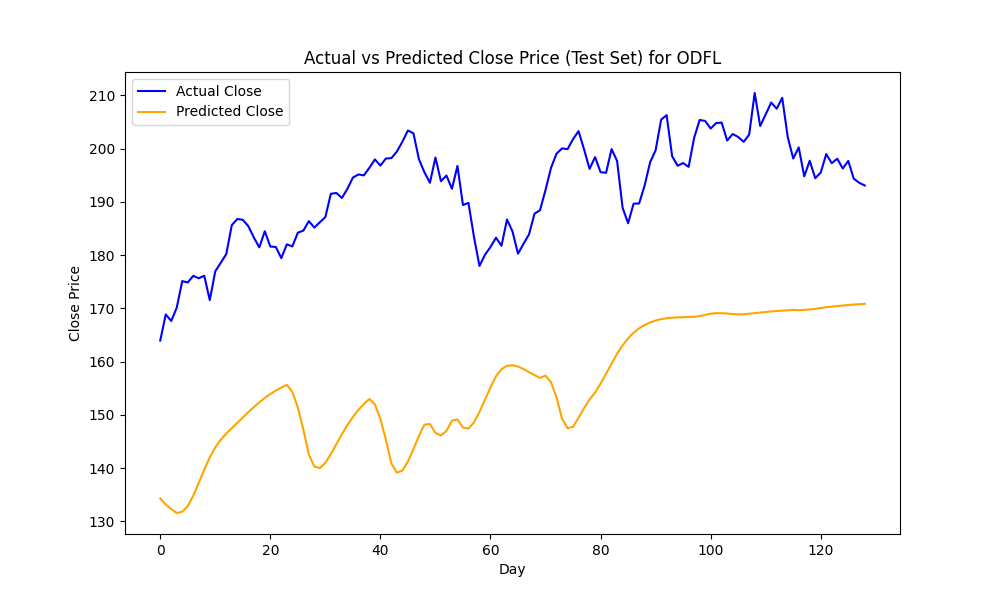 Actual vs Predicted Close Price (Test Set) for ODFL
Actual Close
Predicted Close
210
200
190
180
170
160
150
140
130
Close Price
0 20 40 60 80 100 120
Day